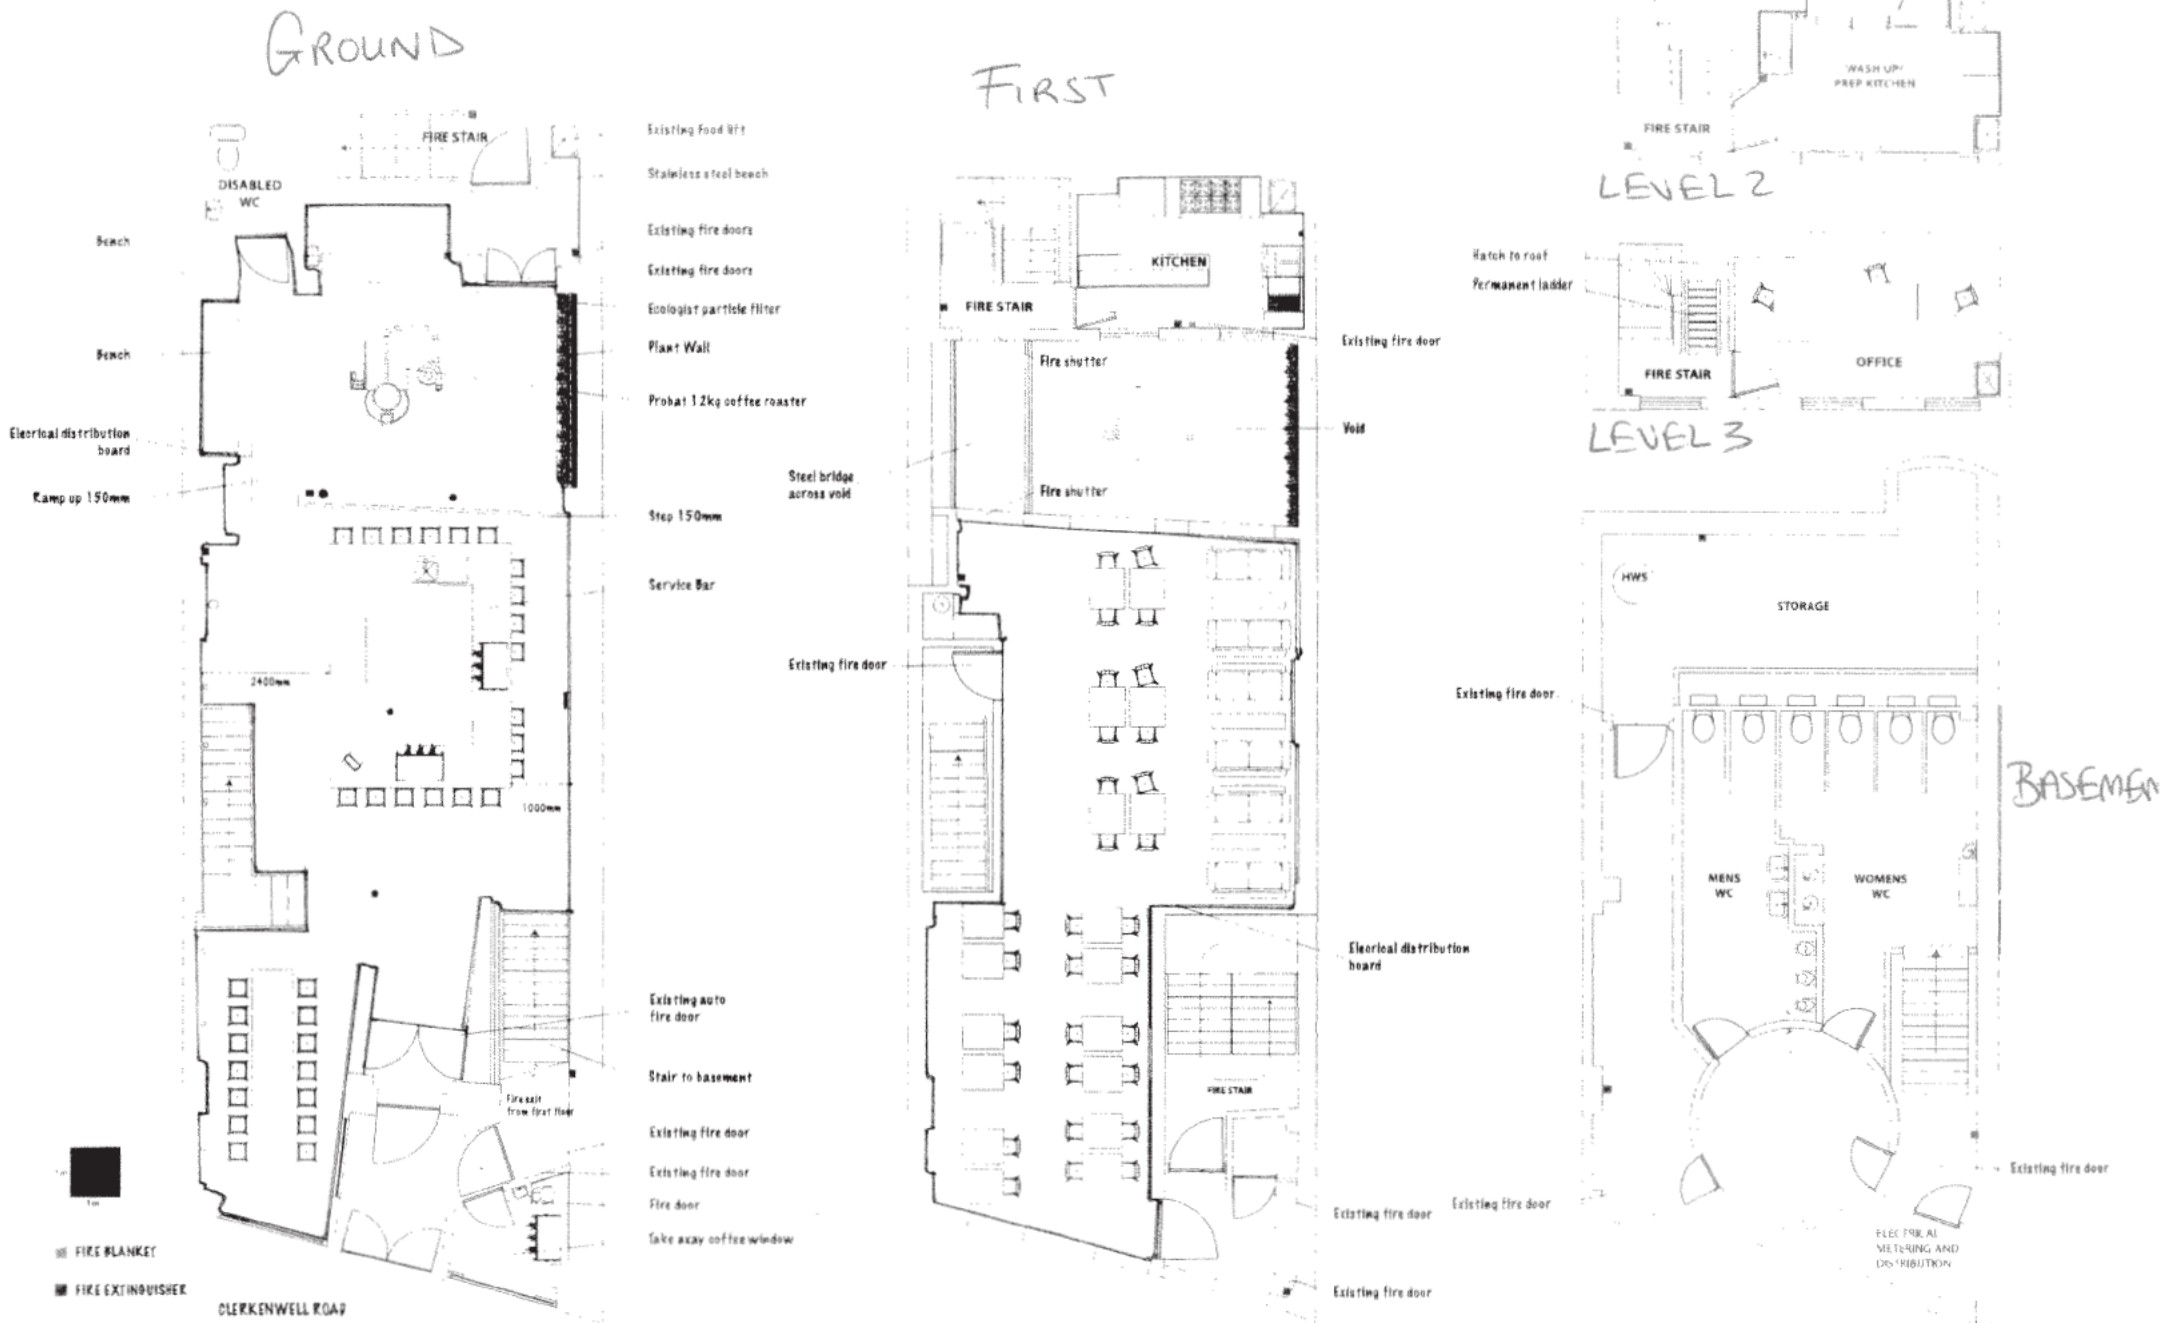 GROUND
FIRE STAIR
DISABLED
WC
Existing Food lift
Stainless steel bench
Existing fire doors
Existing fire doors
Ecologist particle filter
Plant Wall
Probat 12kg coffee roaster
Step 150mm
Service Bar
Bench
Bench
Elecrical distribution
board
Ramp up 150mm
2400mm
1000mm
Existing auto
fire door
Stair to basement
Fire exit
from first floor
Existing fire door
Existing fire door
Fire door
Take away coffee window
1m
FIRE BLANKET
FIRE EXTINGUISHER
CLERKENWELL ROAD
FIRST
KITCHEN
FIRE STAIR
Existing fire door
Fire shutter
Void
Steel bridge
across void
Fire shutter
Existing fire door
Elecrical distribution
board
FIRE STAIR
Existing fire door
Existing fire door
WASH UP/
PREP KITCHEN
FIRE STAIR
LEVEL 2
Hatch to roof
Permanent ladder
FIRE STAIR
OFFICE
LEVEL 3
HWS
STORAGE
Existing fire door
BASEMEN
MENS
WC
WOMENS
WC
Existing fire door
Existing fire door
ELECTRICAL
METERING AND
DISTRIBUTION